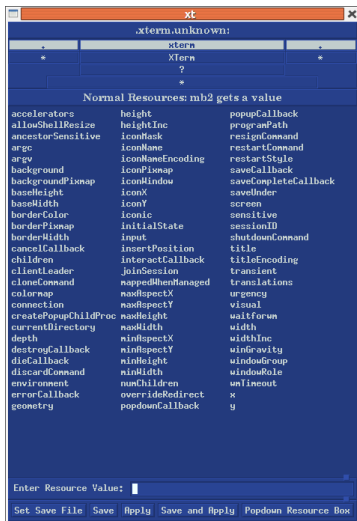 xt
.xterm.unknown:
. xterm .
* XTerm *
?
*
Normal Resources: mb2 gets a value
accelerators height popupCallback
allowShellResize heightInc programPath
ancestorSensitive iconMask resignCommand
argc iconName restartCommand
argv iconNameEncoding restartStyle
background iconPixmap saveCallback
backgroundPixmap iconWindow saveCompleteCallback
baseHeight iconX saveUnder
baseWidth iconY screen
borderColor iconic sensitive
borderPixmap initialState sessionID
borderWidth input shutdownCommand
cancelCallback insertPosition title
children interactCallback titleEncoding
clientLeader joinSession transient
cloneCommand mappedWhenManaged translations
colormap maxAspectX urgency
connection maxAspectY visual
createPopupChildProc maxHeight waitforwm
currentDirectory maxWidth width
depth minAspectX widthInc
destroyCallback minAspectY winGravity
dieCallback minHeight windowGroup
discardCommand minWidth windowRole
environment numChildren wmTimeout
errorCallback overrideRedirect x
geometry popdownCallback y
Enter Resource Value:
Set Save File Save Apply Save and Apply Popdown Resource Box